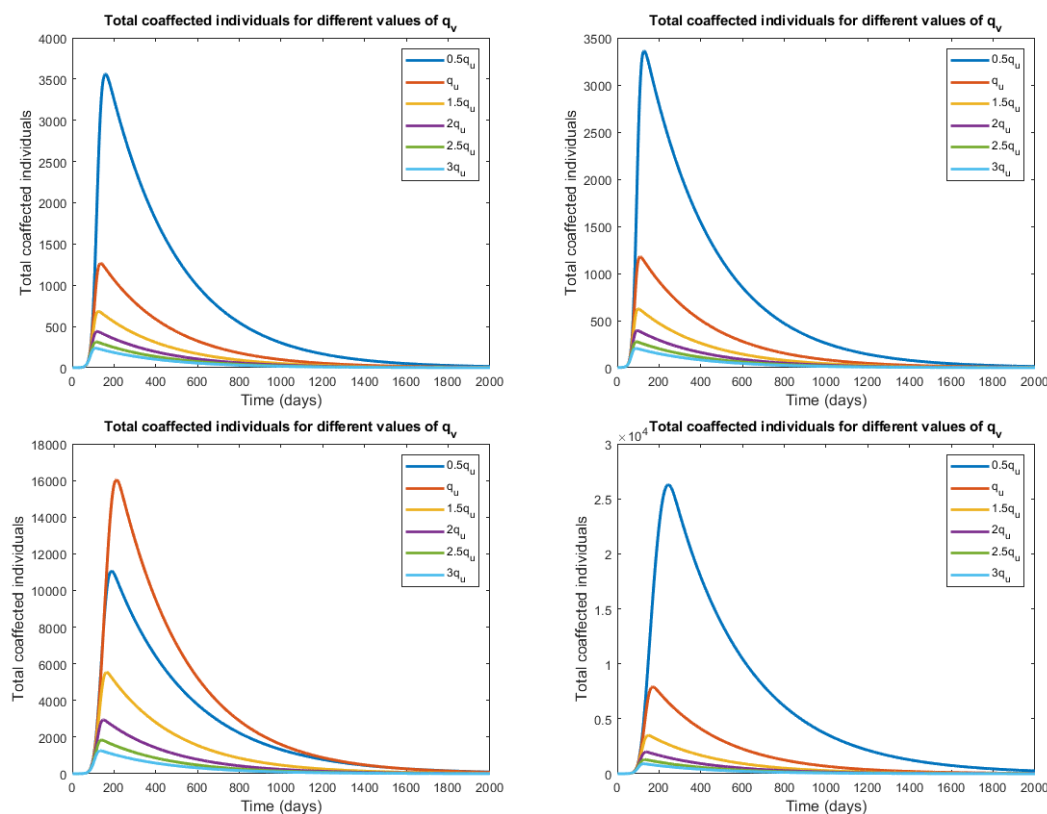 Total coaffected individuals for different values of q_v
4000
3500
3000
2500
2000
1500
1000
500
0
Total coaffected individuals
0.5q_u
q_u
1.5q_u
2q_u
2.5q_u
3q_u
0 200 400 600 800 1000 1200 1400 1600 1800 2000
Time (days)
Total coaffected individuals for different values of q_v
3500
3000
2500
2000
1500
1000
500
0
Total coaffected individuals
0.5q_u
q_u
1.5q_u
2q_u
2.5q_u
3q_u
0 200 400 600 800 1000 1200 1400 1600 1800 2000
Time (days)
Total coaffected individuals for different values of q_v
18000
16000
14000
12000
10000
8000
6000
4000
2000
0
Total coaffected individuals
0.5q_u
q_u
1.5q_u
2q_u
2.5q_u
3q_u
0 200 400 600 800 1000 1200 1400 1600 1800 2000
Time (days)
Total coaffected individuals for different values of q_v
×10^4
3
2.5
2
1.5
1
0.5
0
Total coaffected individuals
0.5q_u
q_u
1.5q_u
2q_u
2.5q_u
3q_u
0 200 400 600 800 1000 1200 1400 1600 1800 2000
Time (days)